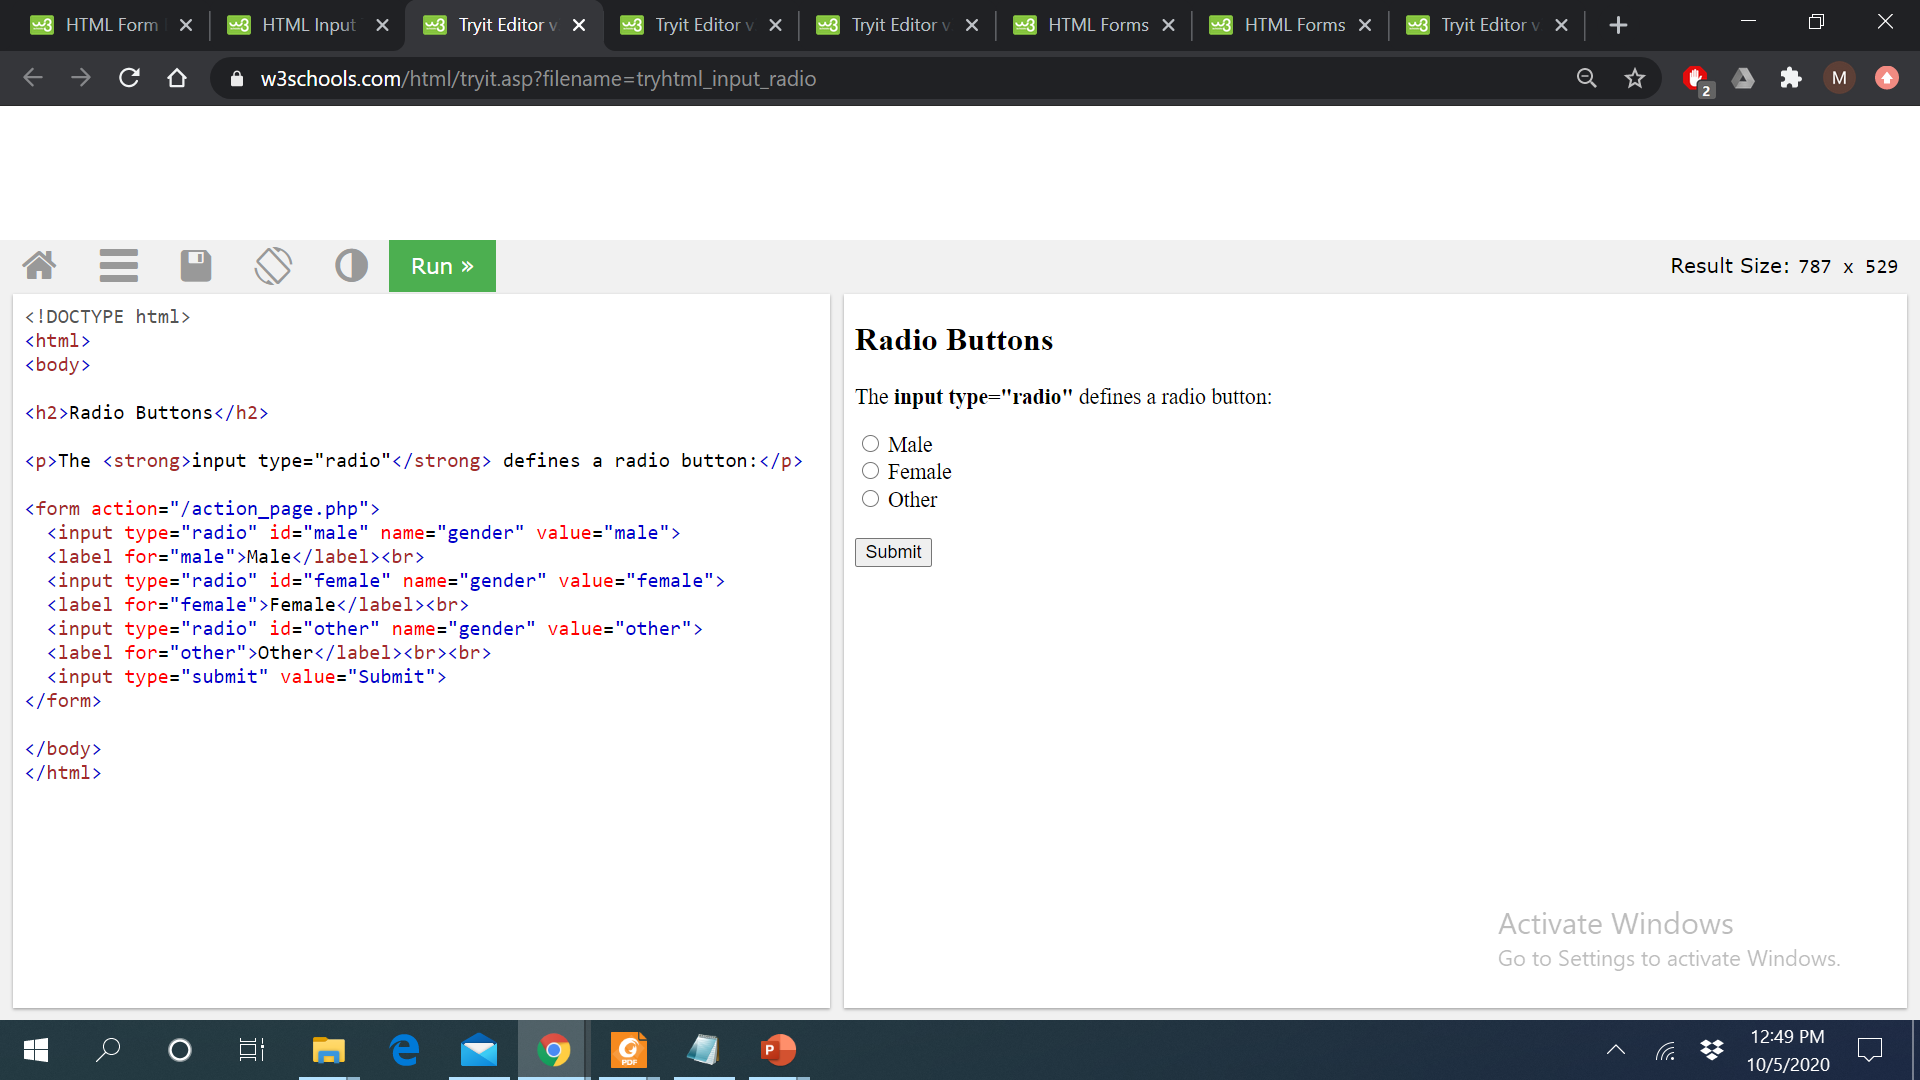 HTML Form
HTML Input
Tryit Editor v
Tryit Editor v
Tryit Editor v
HTML Forms
HTML Forms
Tryit Editor v
w3schools.com/html/tryit.asp?filename=tryhtml_input_radio
2
M
Run »
Result Size: 787 x 529
<!DOCTYPE html>
<html>
<body>
<h2>Radio Buttons</h2>
<p>The <strong>input type="radio"</strong> defines a radio button:</p>
<form action="/action_page.php">
<input type="radio" id="male" name="gender" value="male">
<label for="male">Male</label><br>
<input type="radio" id="female" name="gender" value="female">
<label for="female">Female</label><br>
<input type="radio" id="other" name="gender" value="other">
<label for="other">Other</label><br><br>
<input type="submit" value="Submit">
</form>
</body>
</html>
Radio Buttons
The input type="radio" defines a radio button:
Male
Female
Other
Submit
Activate Windows
Go to Settings to activate Windows.
PDF
P
12:49 PM
10/5/2020